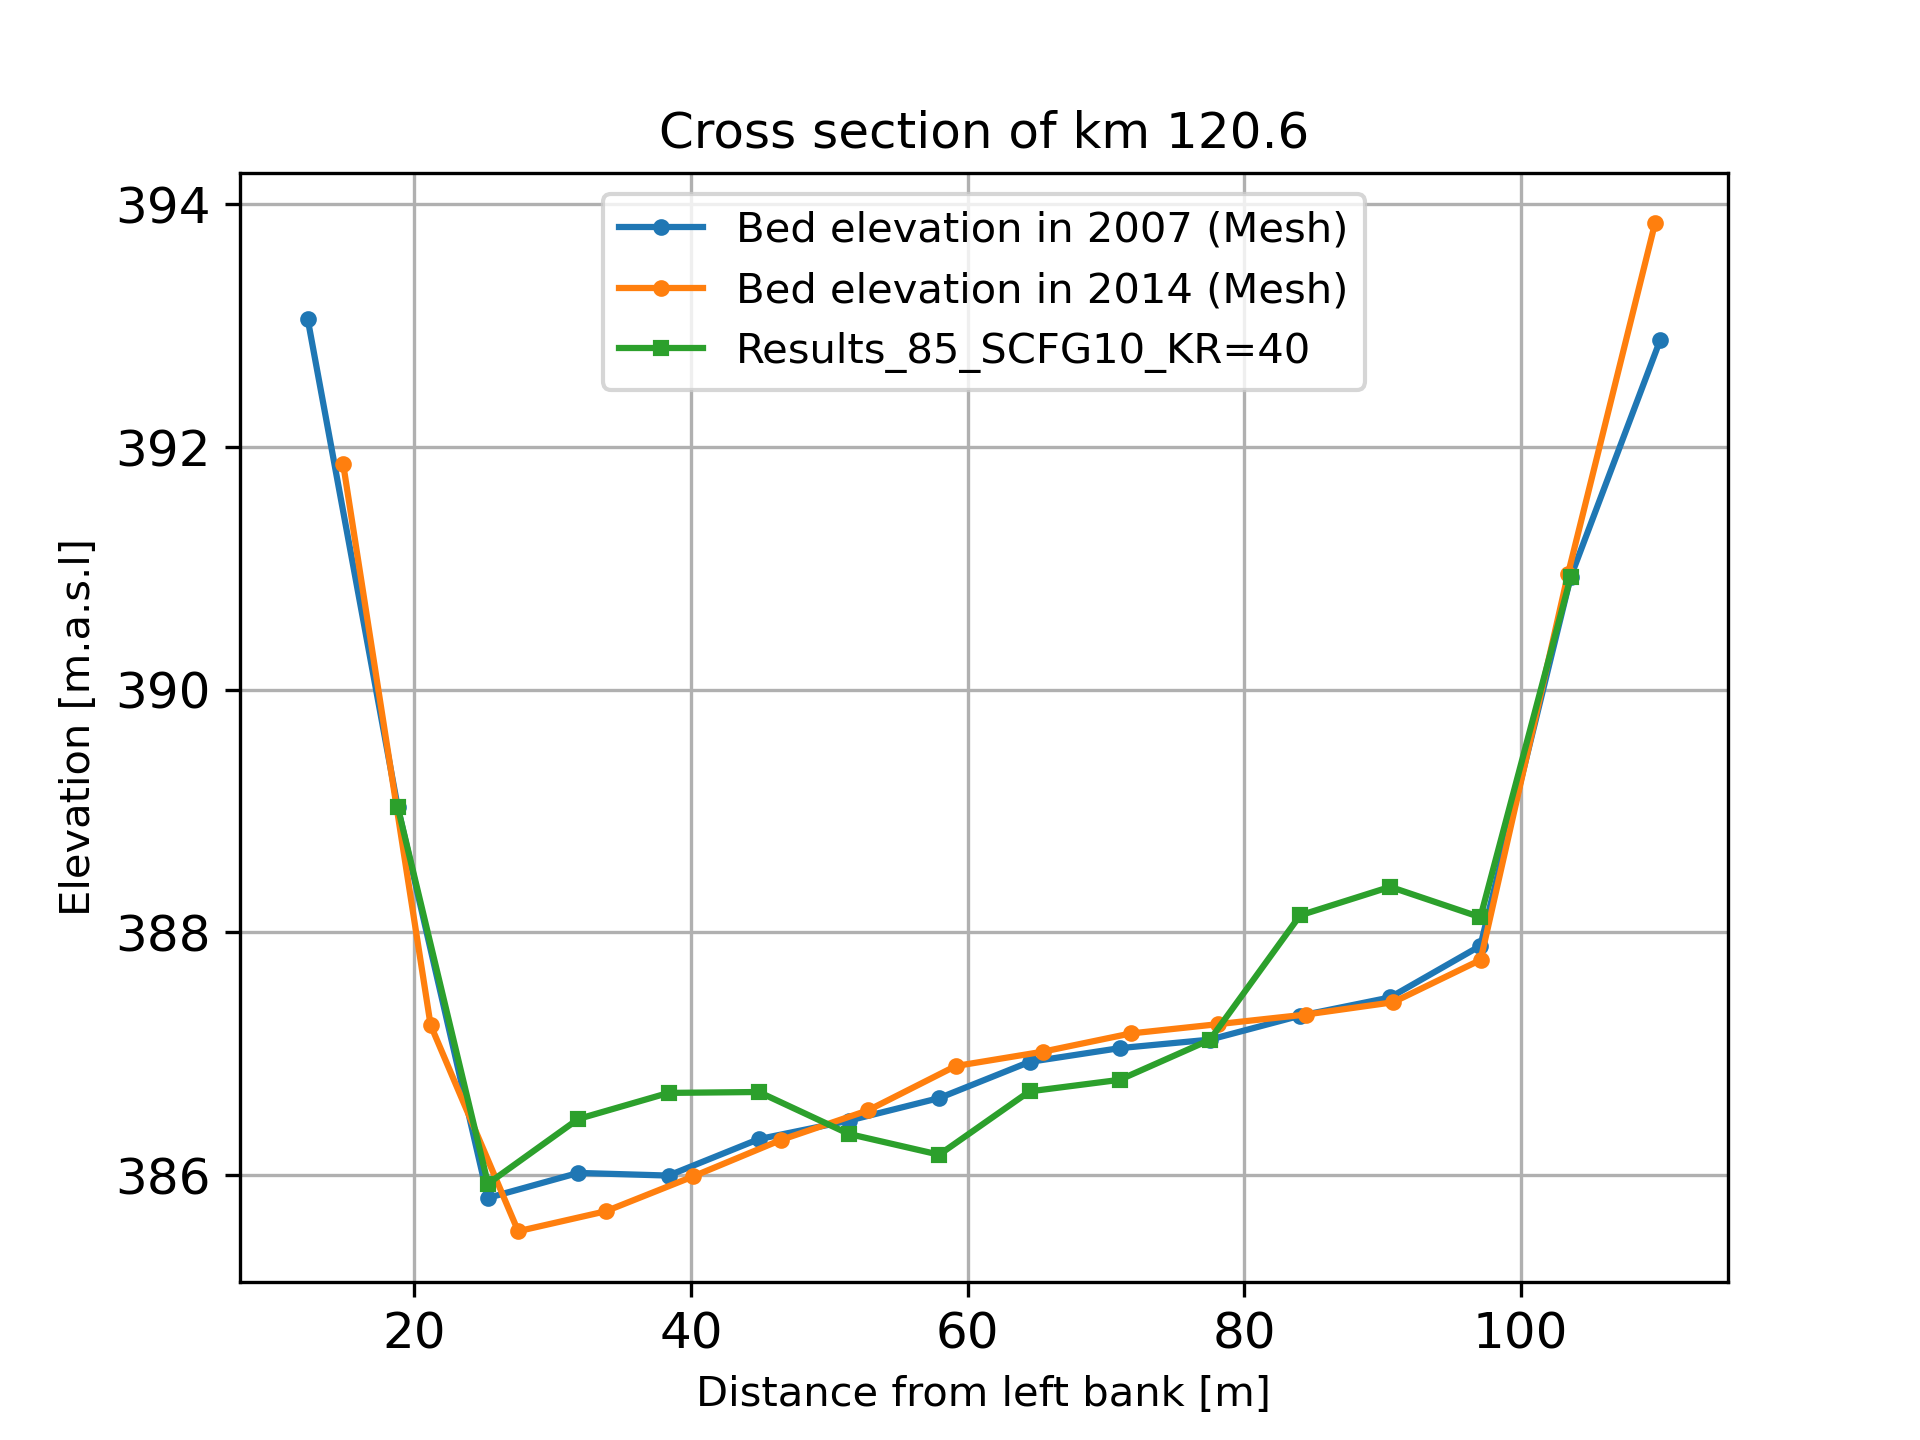 Cross section of km 120.6
Bed elevation in 2007 (Mesh)
Bed elevation in 2014 (Mesh)
Results_85_SCFG10_KR=40
394
392
390
388
386
Elevation [m.a.s.l]
20 40 60 80 100
Distance from left bank [m]